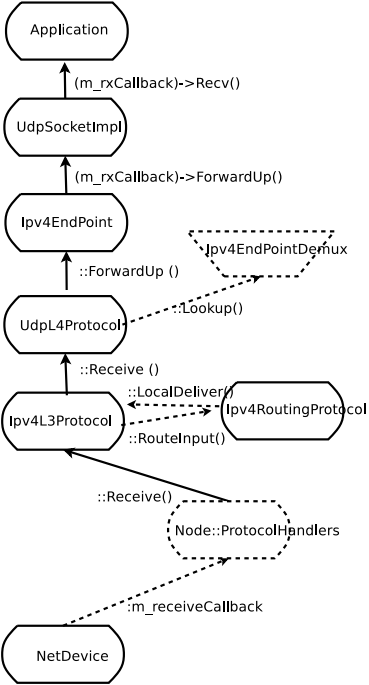 Application
(m_rxCallback)->Recv()
UdpSocketImpl
(m_rxCallback)->ForwardUp()
Ipv4EndPoint
Ipv4EndPointDemux
::ForwardUp ()
::Lookup()
UdpL4Protocol
::Receive ()
::LocalDeliver()
Ipv4L3Protocol
Ipv4RoutingProtocol
::RouteInput()
::Receive()
Node::ProtocolHandlers
:m_receiveCallback
NetDevice